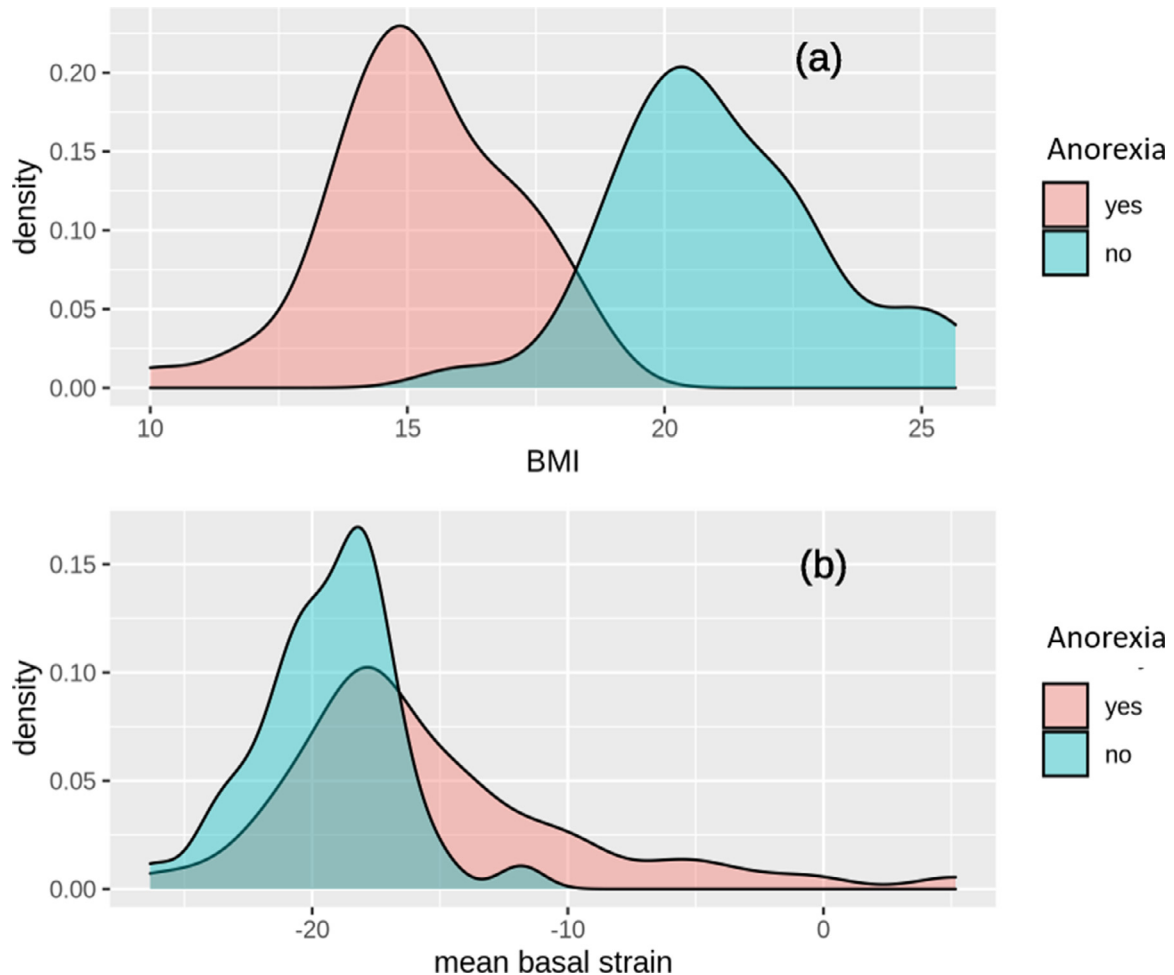 (a)
0.20
0.15
0.10
0.05
0.00
density
10 15 20 25
BMI
Anorexia
yes
no
(b)
0.15
0.10
0.05
0.00
density
-20 -10 0
mean basal strain
Anorexia
-
yes
no